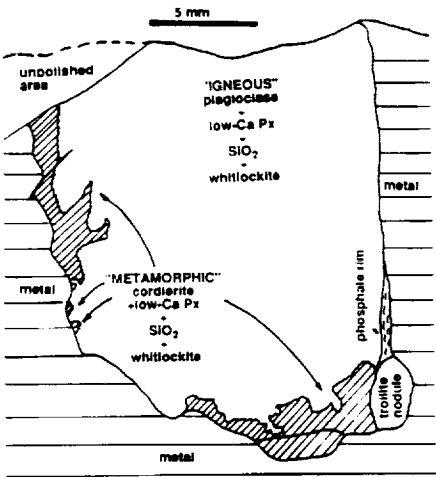 5 mm
unpolished
area
"IGNEOUS"
plagioclase
+
low-Ca Px
+
SiO₂
+
whitlockite
metal
phosphate rim
metal
"METAMORPHIC"
cordierite
+low-Ca Px
+
SiO₂
+
whitlockite
troilite
nodule
metal